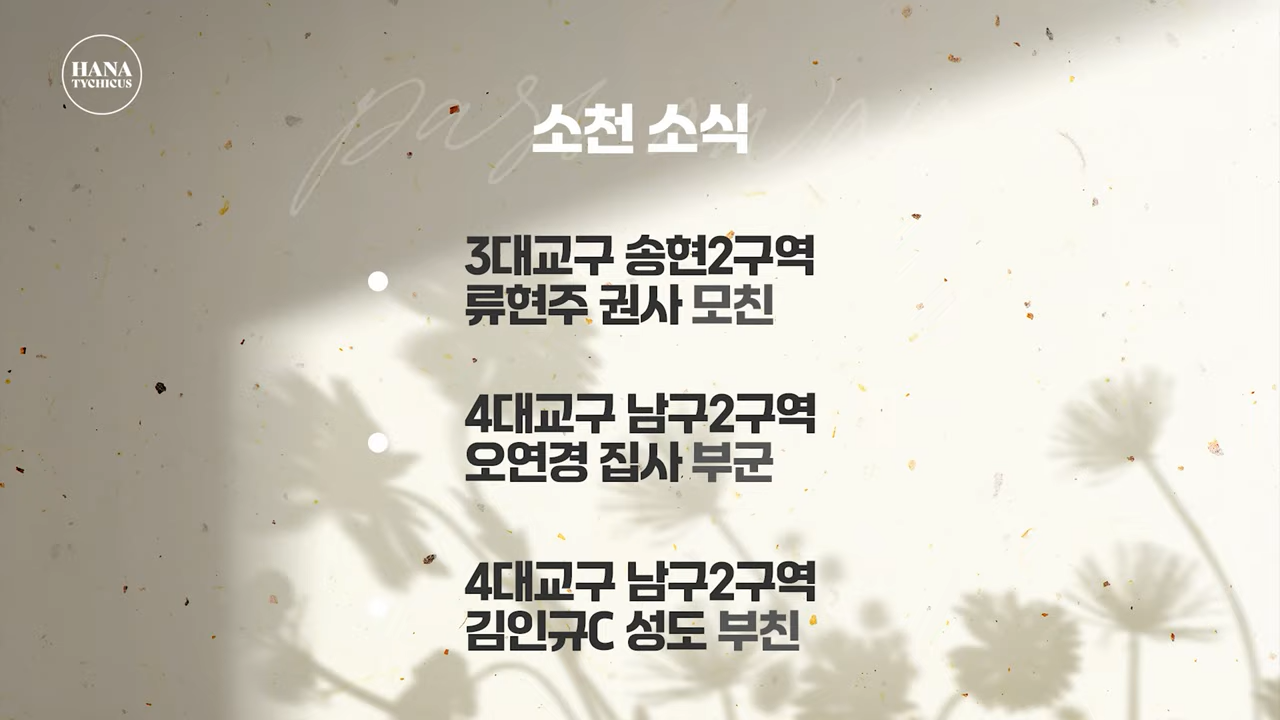 HANA
TYCHICUS
pass away
소천 소식
3대교구 송현2구역
류현주 권사 모친
4대교구 남구2구역
오연경 집사 부군
4대교구 남구2구역
김인규C 성도 부친